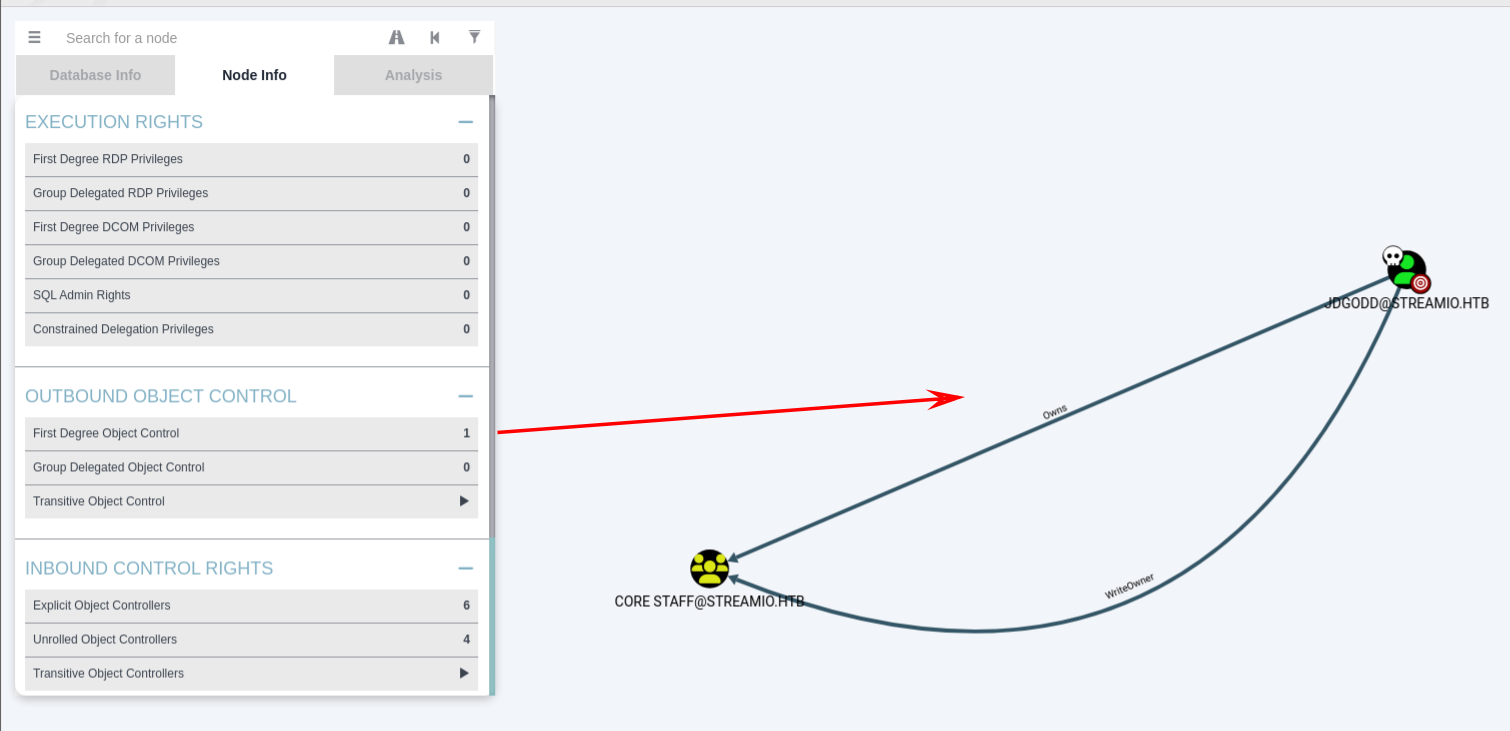 Search for a node
Database Info
Node Info
Analysis
EXECUTION RIGHTS
First Degree RDP Privileges 0
Group Delegated RDP Privileges 0
First Degree DCOM Privileges 0
Group Delegated DCOM Privileges 0
SQL Admin Rights 0
Constrained Delegation Privileges 0
OUTBOUND OBJECT CONTROL
First Degree Object Control 1
Group Delegated Object Control 0
Transitive Object Control
INBOUND CONTROL RIGHTS
Explicit Object Controllers 6
Unrolled Object Controllers 4
Transitive Object Controllers
JDGODD@STREAMIO.HTB
Owns
CORE STAFF@STREAMIO.HTB
WriteOwner